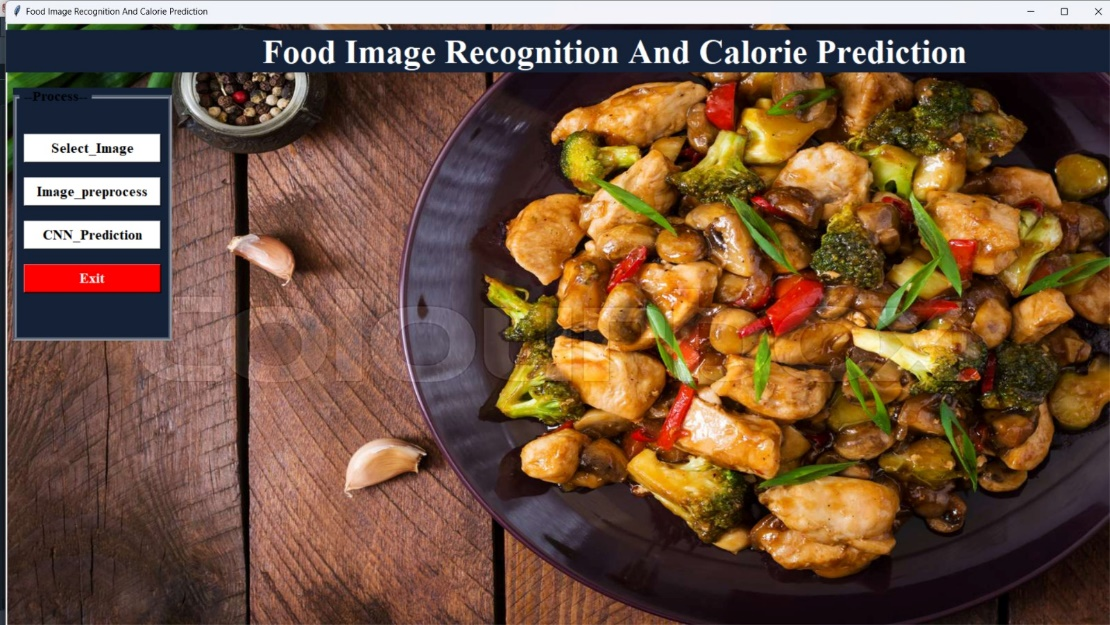 Food Image Recognition And Calorie Prediction
Food Image Recognition And Calorie Prediction
--Process--
Select_Image
Image_preprocess
CNN_Prediction
Exit